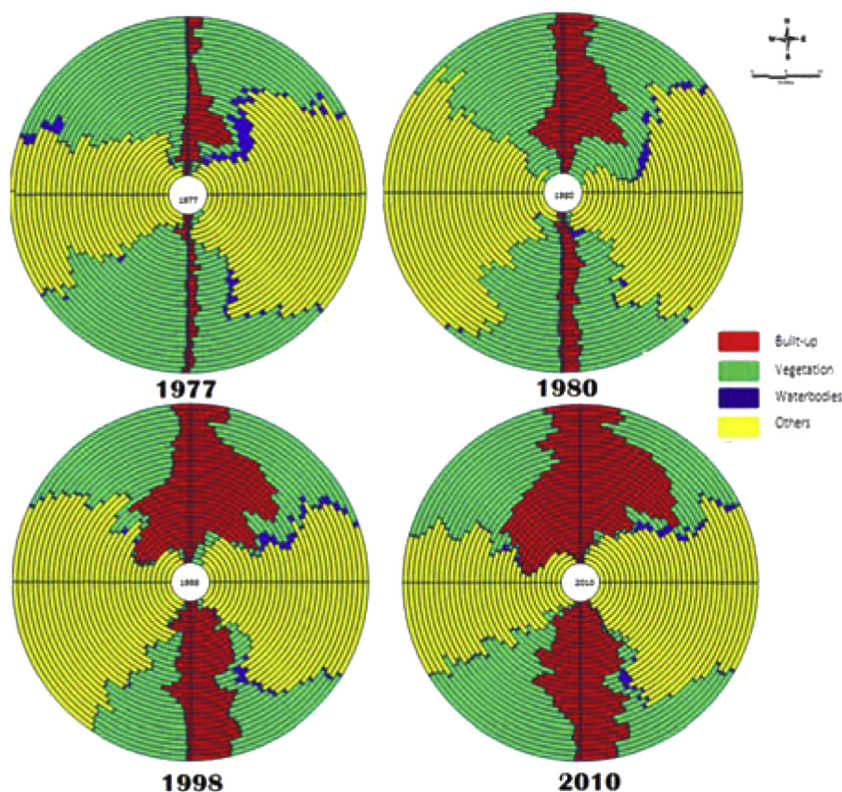 N
W E
S
1977
1980
1977
1980
Built-up
Vegetation
Waterbodies
Others
1998
2010
1998
2010